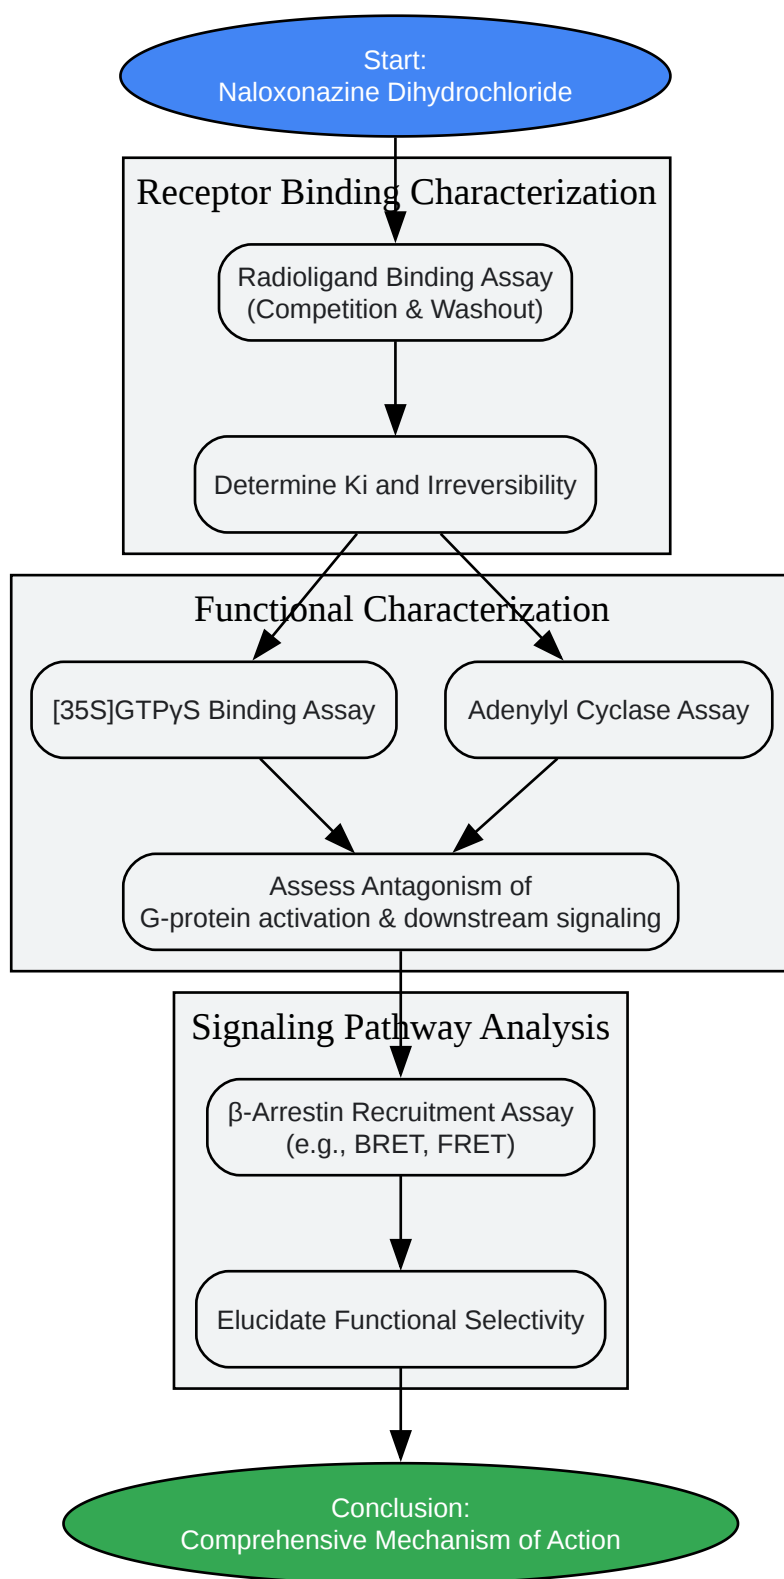 Start:
Naloxonazine Dihydrochloride
Receptor Binding Characterization
Radioligand Binding Assay
(Competition & Washout)
Determine Ki and Irreversibility
Functional Characterization
[35S]GTPγS Binding Assay
Adenylyl Cyclase Assay
Assess Antagonism of
G-protein activation & downstream signaling
Signaling Pathway Analysis
β-Arrestin Recruitment Assay
(e.g., BRET, FRET)
Elucidate Functional Selectivity
Conclusion:
Comprehensive Mechanism of Action